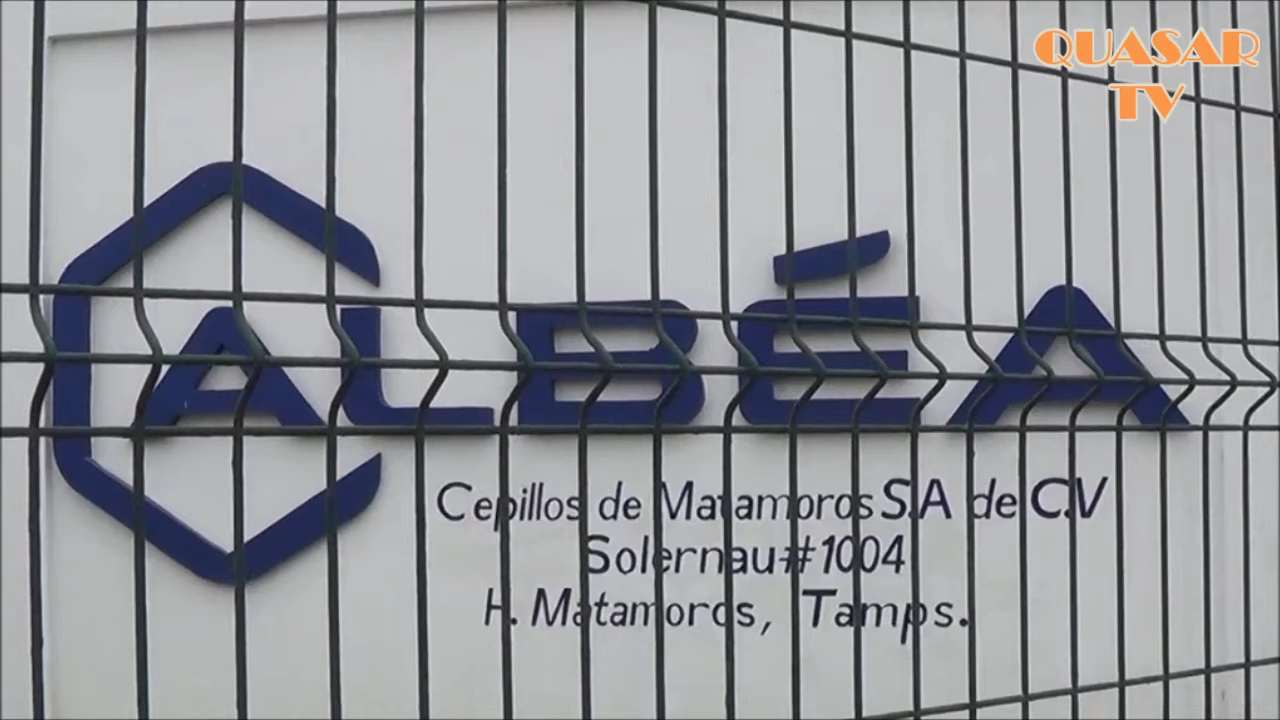 QUASAR
TV
ALBÉA
Cepillos de Matamoros S.A de C.V
Solernau #1004
H. Matamoros, Tamps.